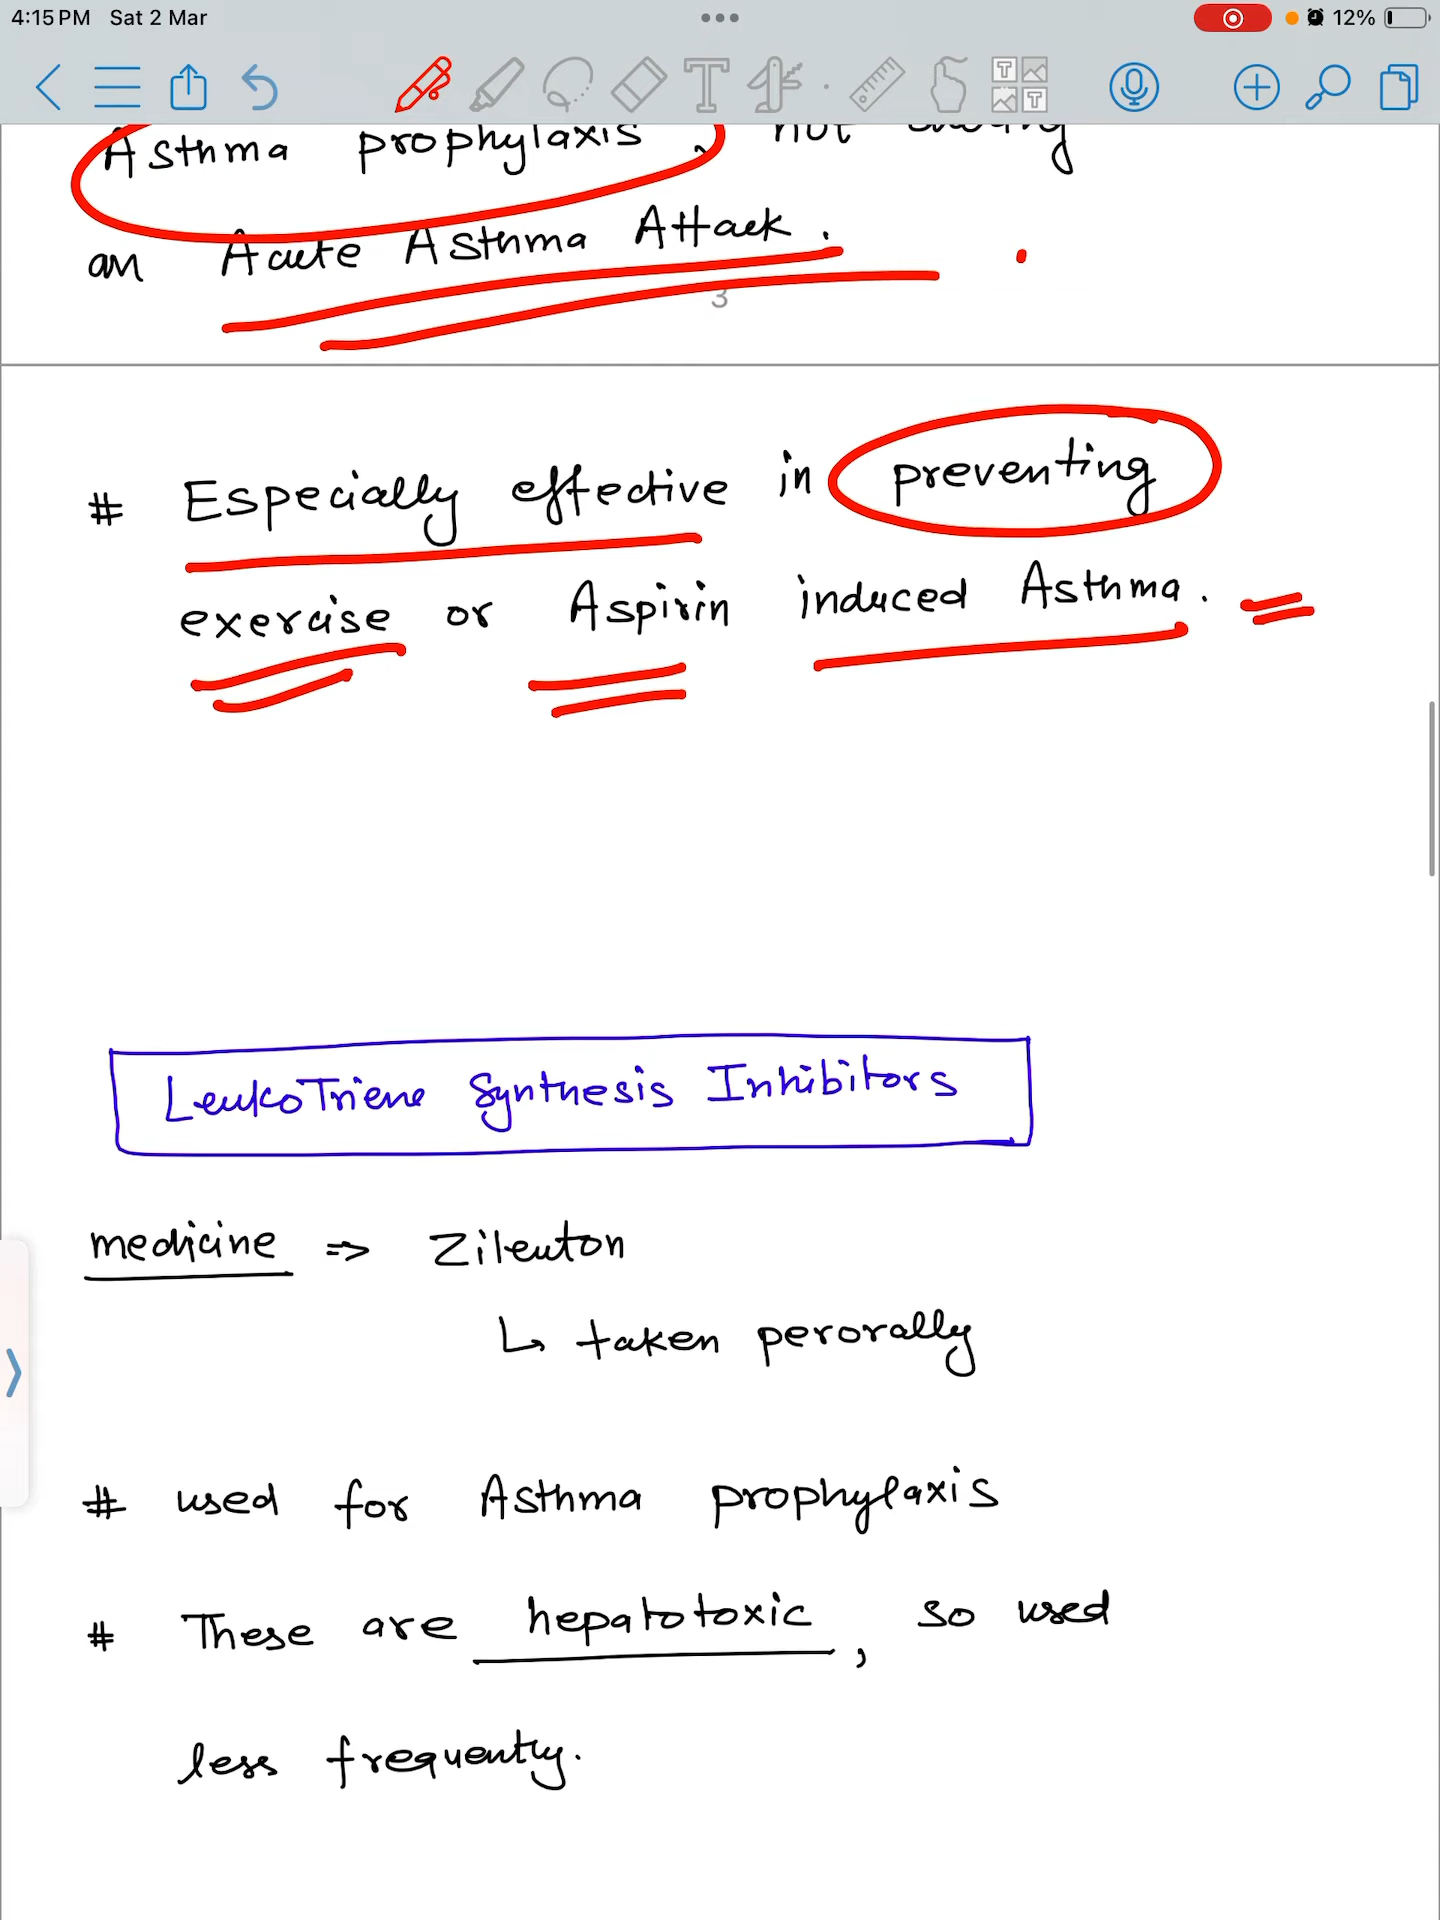 4:15 PM Sat 2 Mar
12%
Asthma prophylaxis, not during
an Acute Asthma Attack.
3
# Especially effective in preventing
exercise or Aspirin induced Asthma.
LeukoTriene Synthesis Inhibitors
medicine => Zileuton
↳ taken perorally
# used for Asthma prophylaxis
# These are hepatotoxic, so used
less frequently.